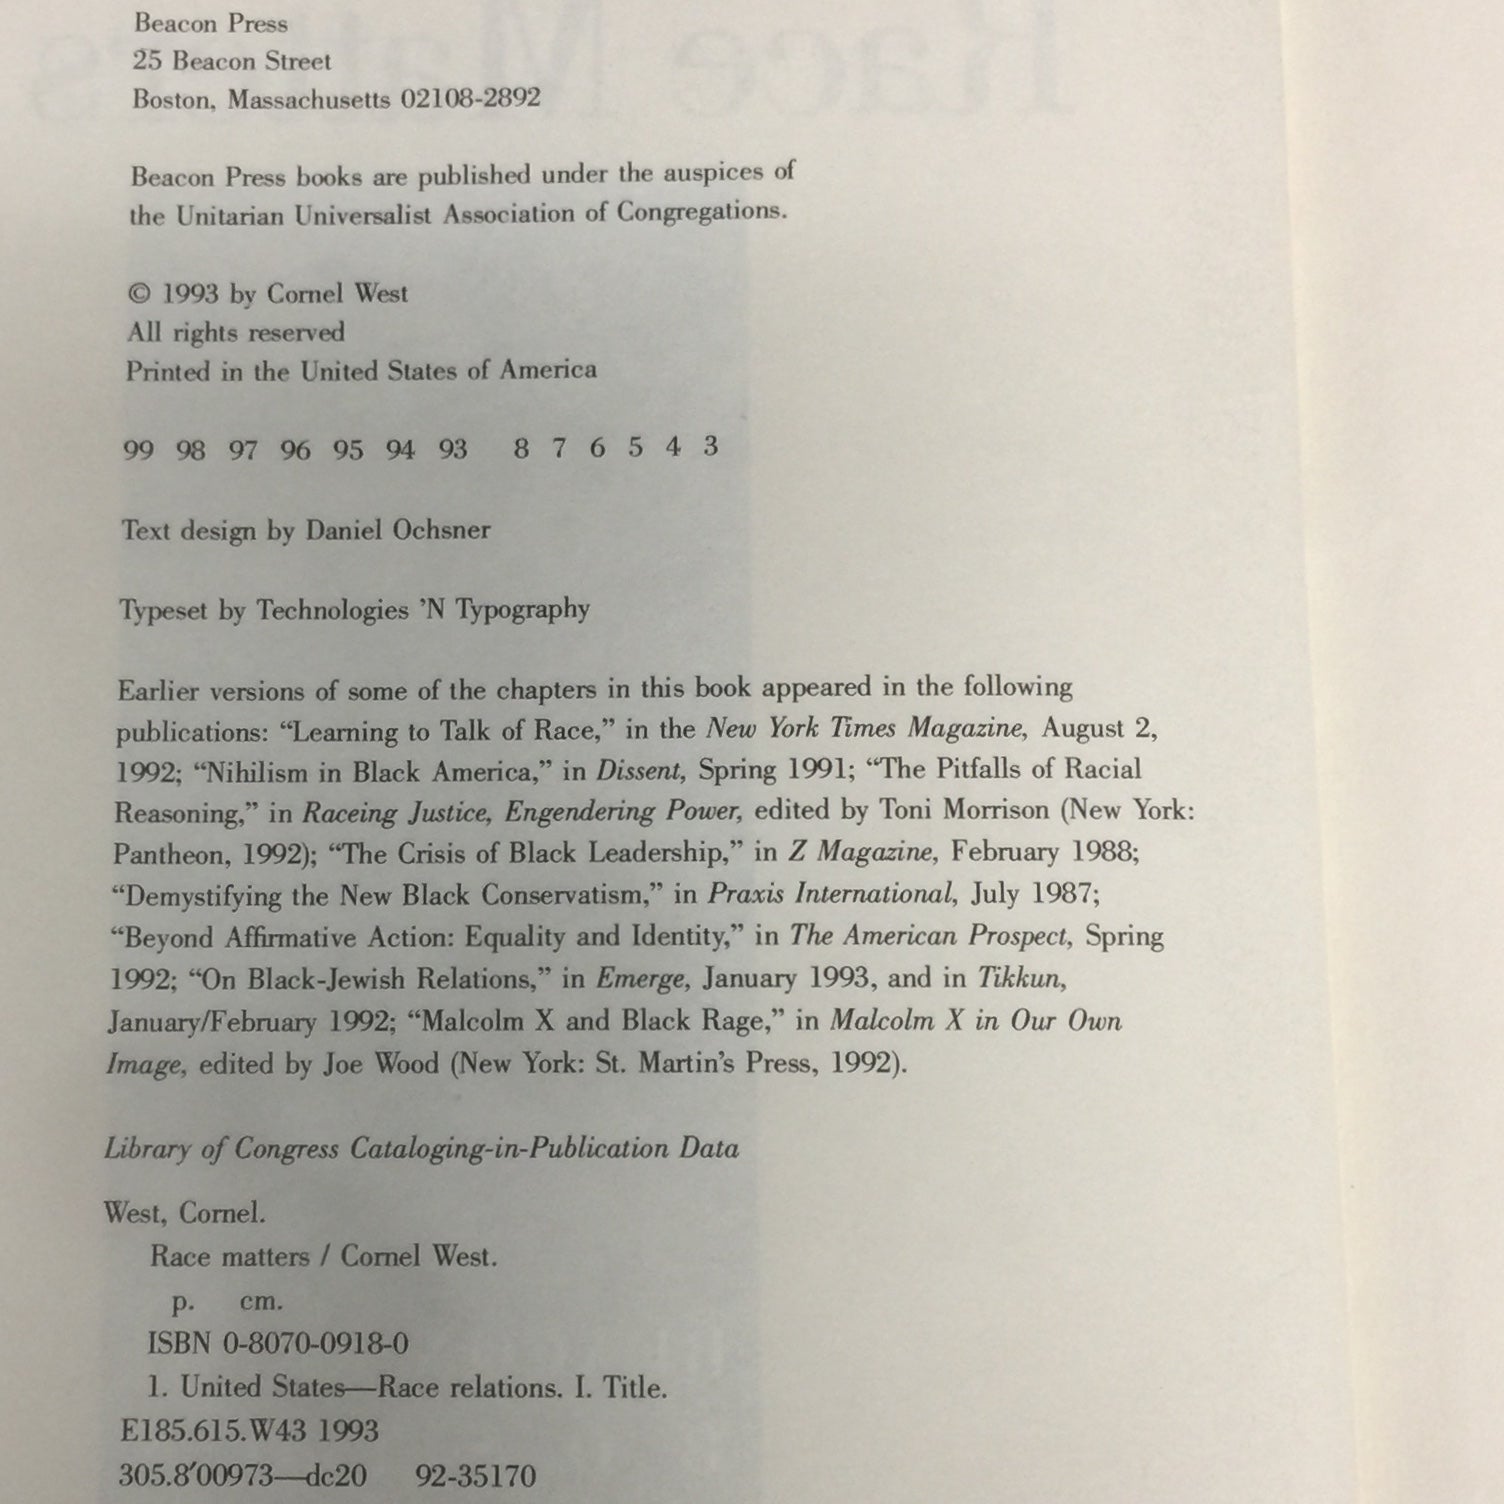 Beacon Press
25 Beacon Street
Boston, Massachusetts 02108-2892
Beacon Press books are published under the auspices of
the Unitarian Universalist Association of Congregations.
© 1993 by Cornel West
All rights reserved
Printed in the United States of America
99 98 97 96 95 94 93 8 7 6 5 4 3
Text design by Daniel Ochsner
Typeset by Technologies ’N Typography
Earlier versions of some of the chapters in this book appeared in the following
publications: “Learning to Talk of Race,” in the New York Times Magazine, August 2,
1992; “Nihilism in Black America,” in Dissent, Spring 1991; “The Pitfalls of Racial
Reasoning,” in Raceing Justice, Engendering Power, edited by Toni Morrison (New York:
Pantheon, 1992); “The Crisis of Black Leadership,” in Z Magazine, February 1988;
“Demystifying the New Black Conservatism,” in Praxis International, July 1987;
“Beyond Affirmative Action: Equality and Identity,” in The American Prospect, Spring
1992; “On Black-Jewish Relations,” in Emerge, January 1993, and in Tikkun,
January/February 1992; “Malcolm X and Black Rage,” in Malcolm X in Our Own
Image, edited by Joe Wood (New York: St. Martin’s Press, 1992).
Library of Congress Cataloging-in-Publication Data
West, Cornel.
Race matters / Cornel West.
p. cm.
ISBN 0-8070-0918-0
1. United States—Race relations. I. Title.
E185.615.W43 1993
305.8′00973—dc20 92-35170